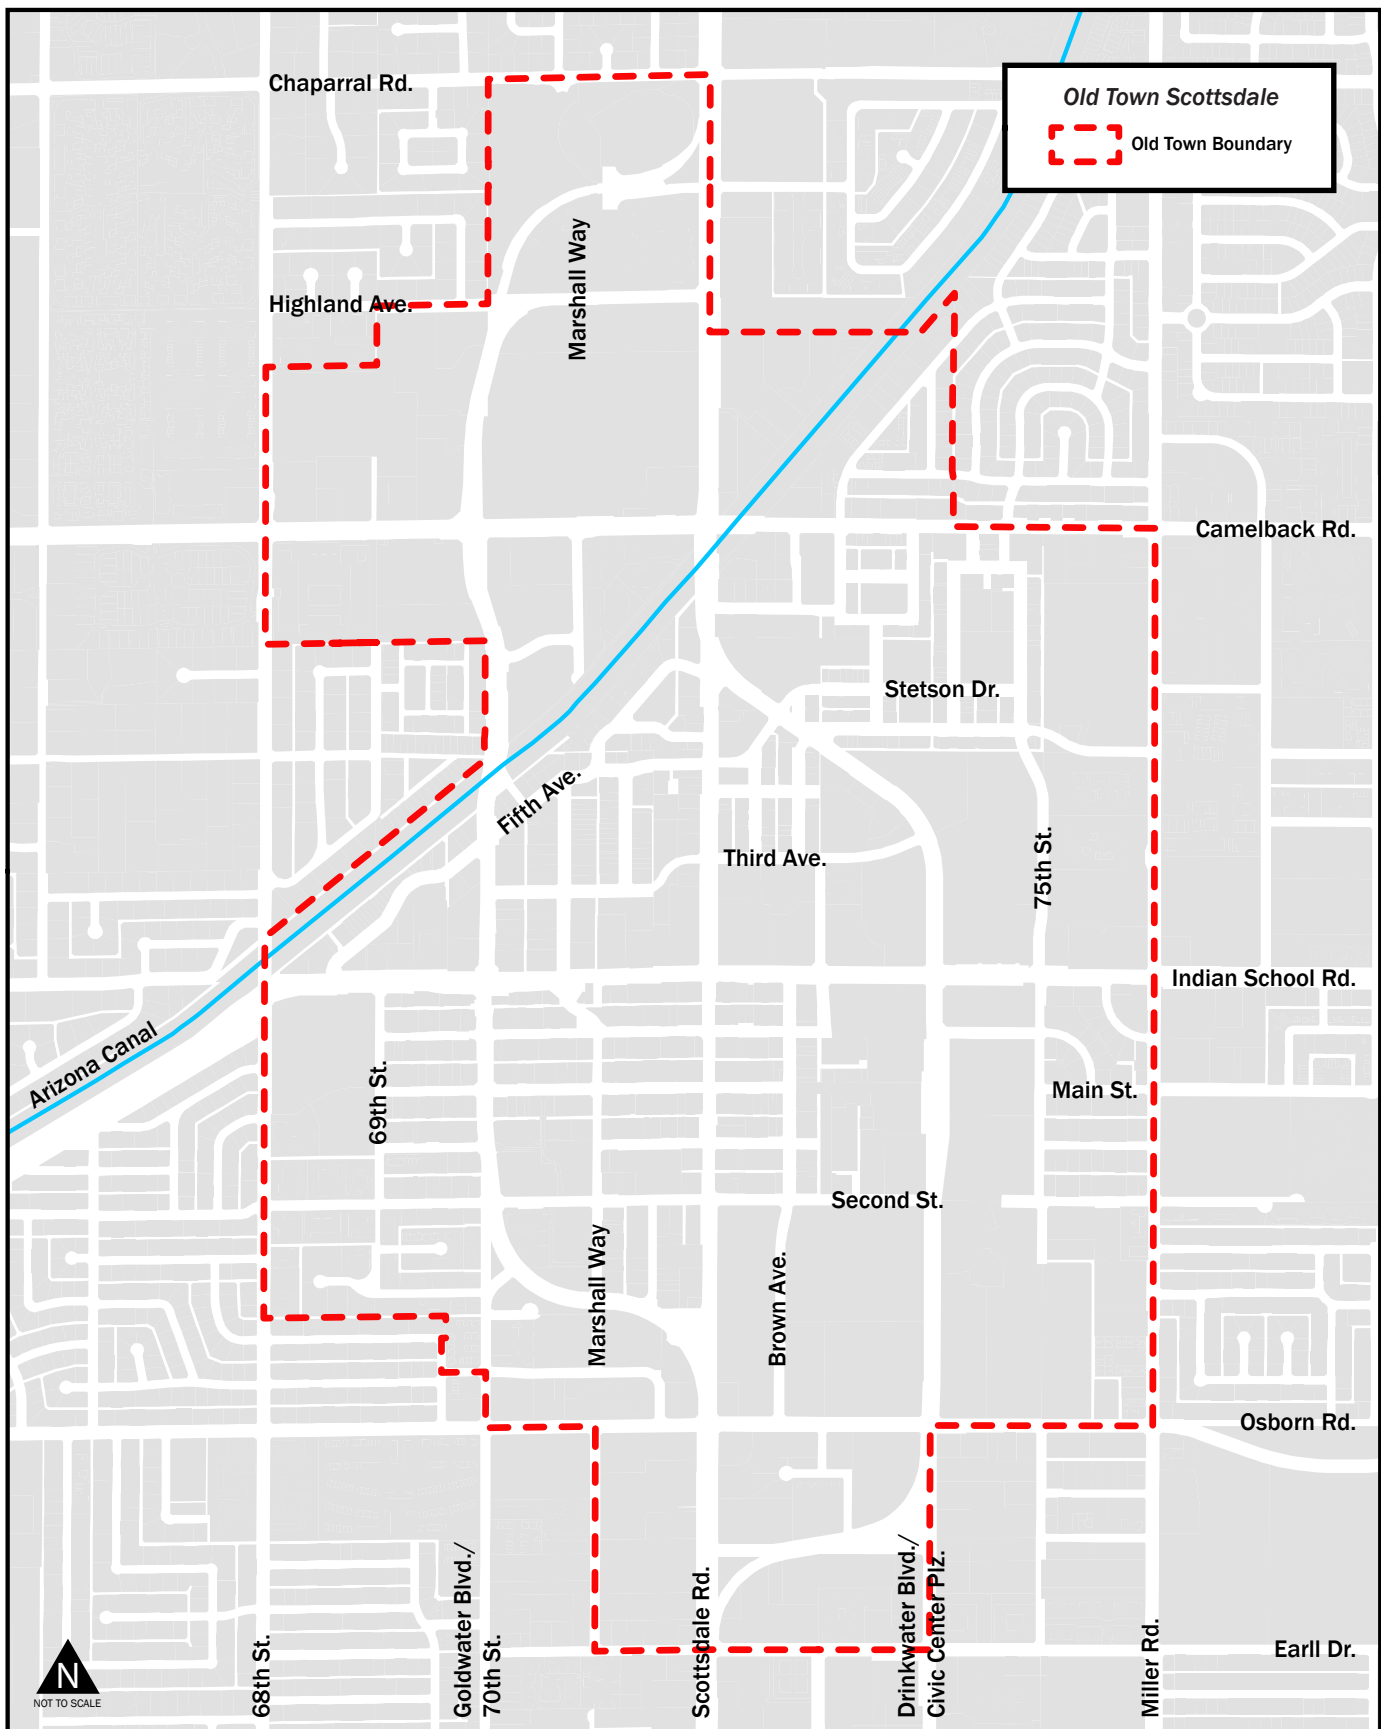 Chaparral Rd.
Old Town Scottsdale
Old Town Boundary
Marshall Way
Highland Ave.
Camelback Rd.
Stetson Dr.
Fifth Ave.
Third Ave.
75th St.
Indian School Rd.
Arizona Canal
69th St.
Main St.
Second St.
Marshall Way
Brown Ave.
Osborn Rd.
68th St.
Goldwater Blvd./
70th St.
Scottsdale Rd.
Drinkwater Blvd./
Civic Center Plz.
Miller Rd.
Earll Dr.
N
NOT TO SCALE